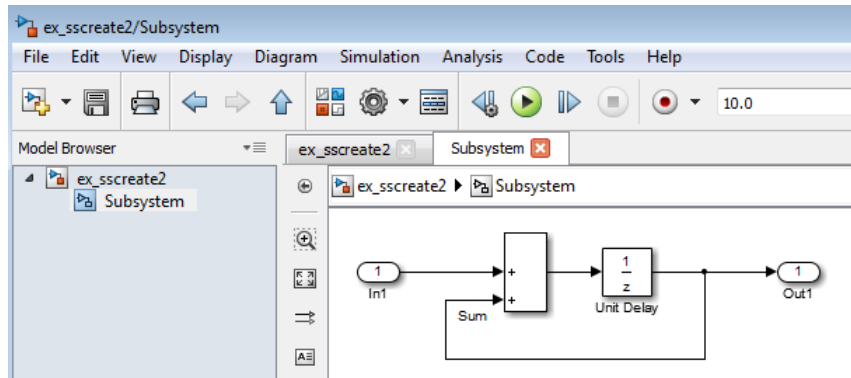 ex_sscreate2/Subsystem
File Edit View Display Diagram Simulation Analysis Code Tools Help
10.0
Model Browser
ex_sscreate2 Subsystem
ex_sscreate2
Subsystem
ex_sscreate2 Subsystem
1
In1
+
+
Sum
1
z
Unit Delay
1
Out1
A